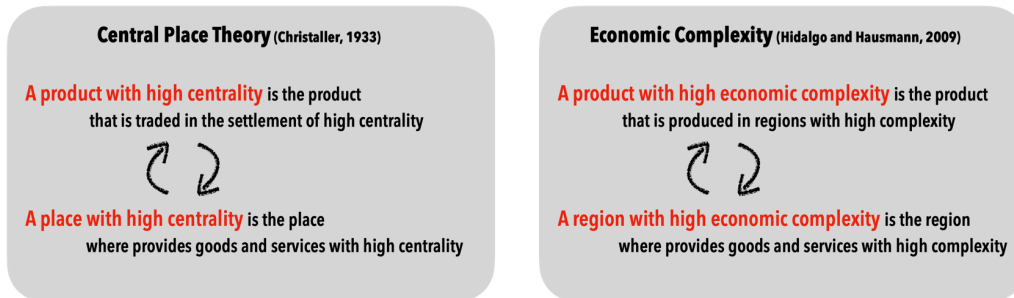 Central Place Theory (Christaller, 1933)
A product with high centrality is the product
that is traded in the settlement of high centrality
A place with high centrality is the place
where provides goods and services with high centrality
Economic Complexity (Hidalgo and Hausmann, 2009)
A product with high economic complexity is the product
that is produced in regions with high complexity
A region with high economic complexity is the region
where provides goods and services with high complexity